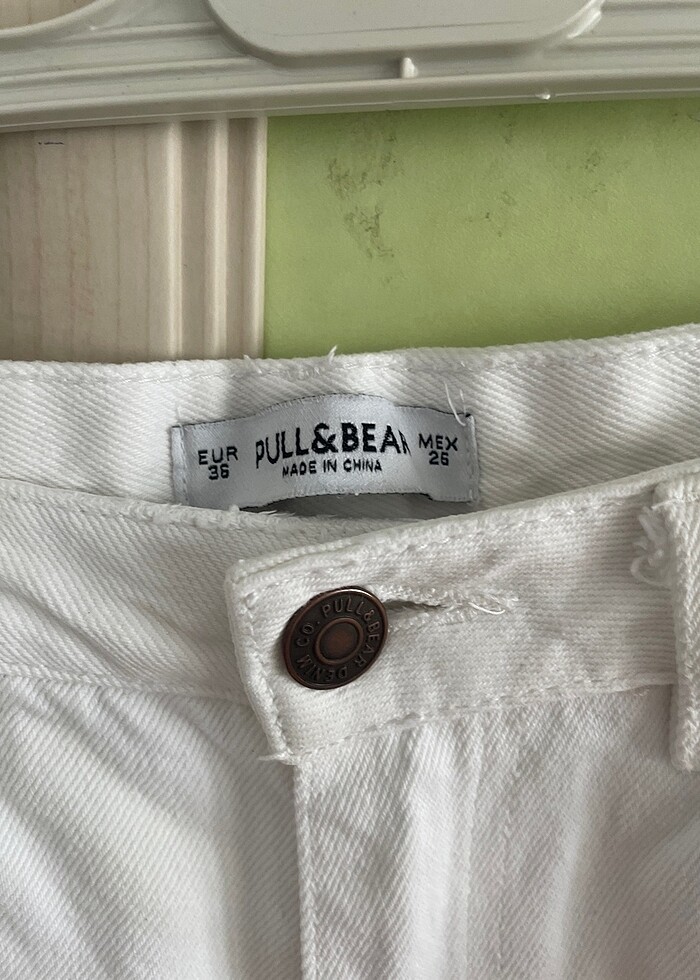 EUR
36
PULL&BEAR
MADE IN CHINA
MEX
26
PULL&BEAR DENIM CO.